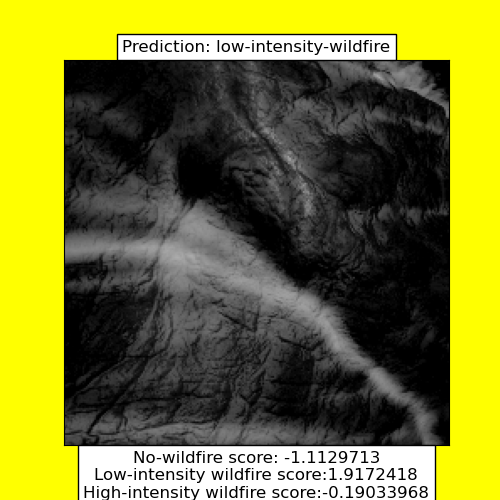 Prediction: low-intensity-wildfire
No-wildfire score: -1.1129713
Low-intensity wildfire score:1.9172418
High-intensity wildfire score:-0.19033968